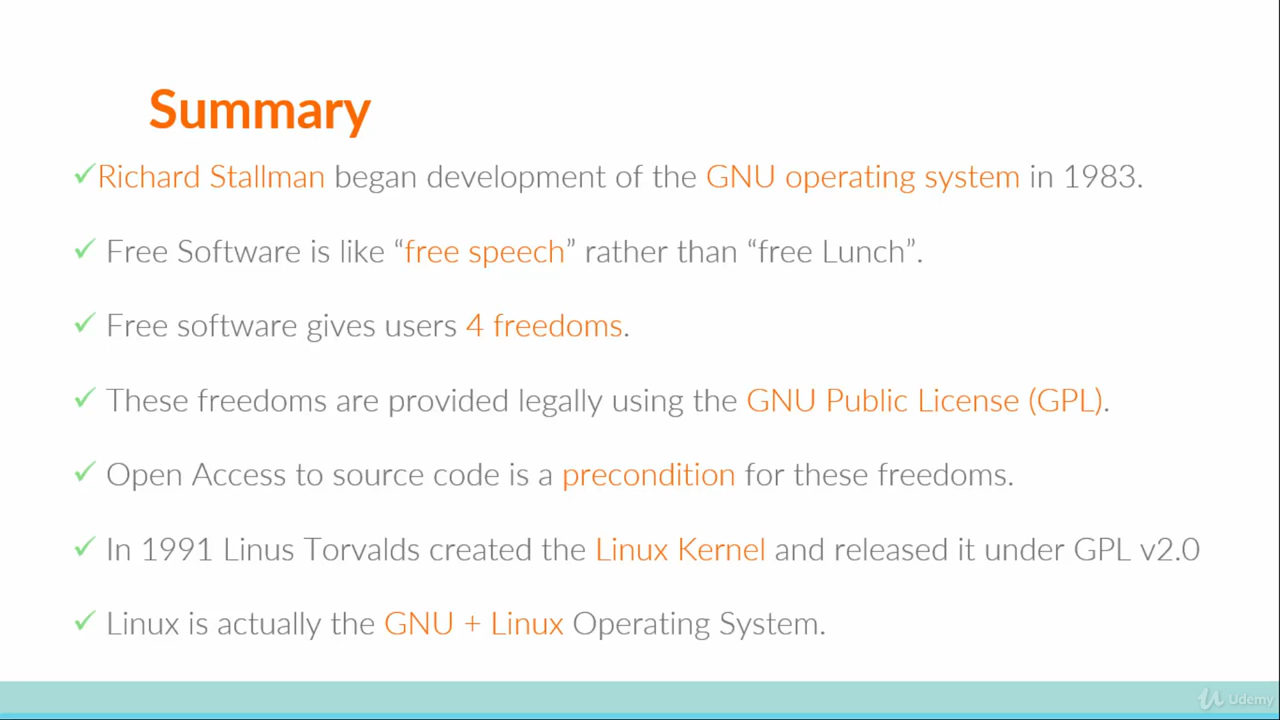 Summary
✓Richard Stallman began development of the GNU operating system in 1983.
✓ Free Software is like “free speech” rather than “free Lunch”.
✓ Free software gives users 4 freedoms.
✓ These freedoms are provided legally using the GNU Public License (GPL).
✓ Open Access to source code is a precondition for these freedoms.
✓ In 1991 Linus Torvalds created the Linux Kernel and released it under GPL v2.0
✓ Linux is actually the GNU + Linux Operating System.
Udemy